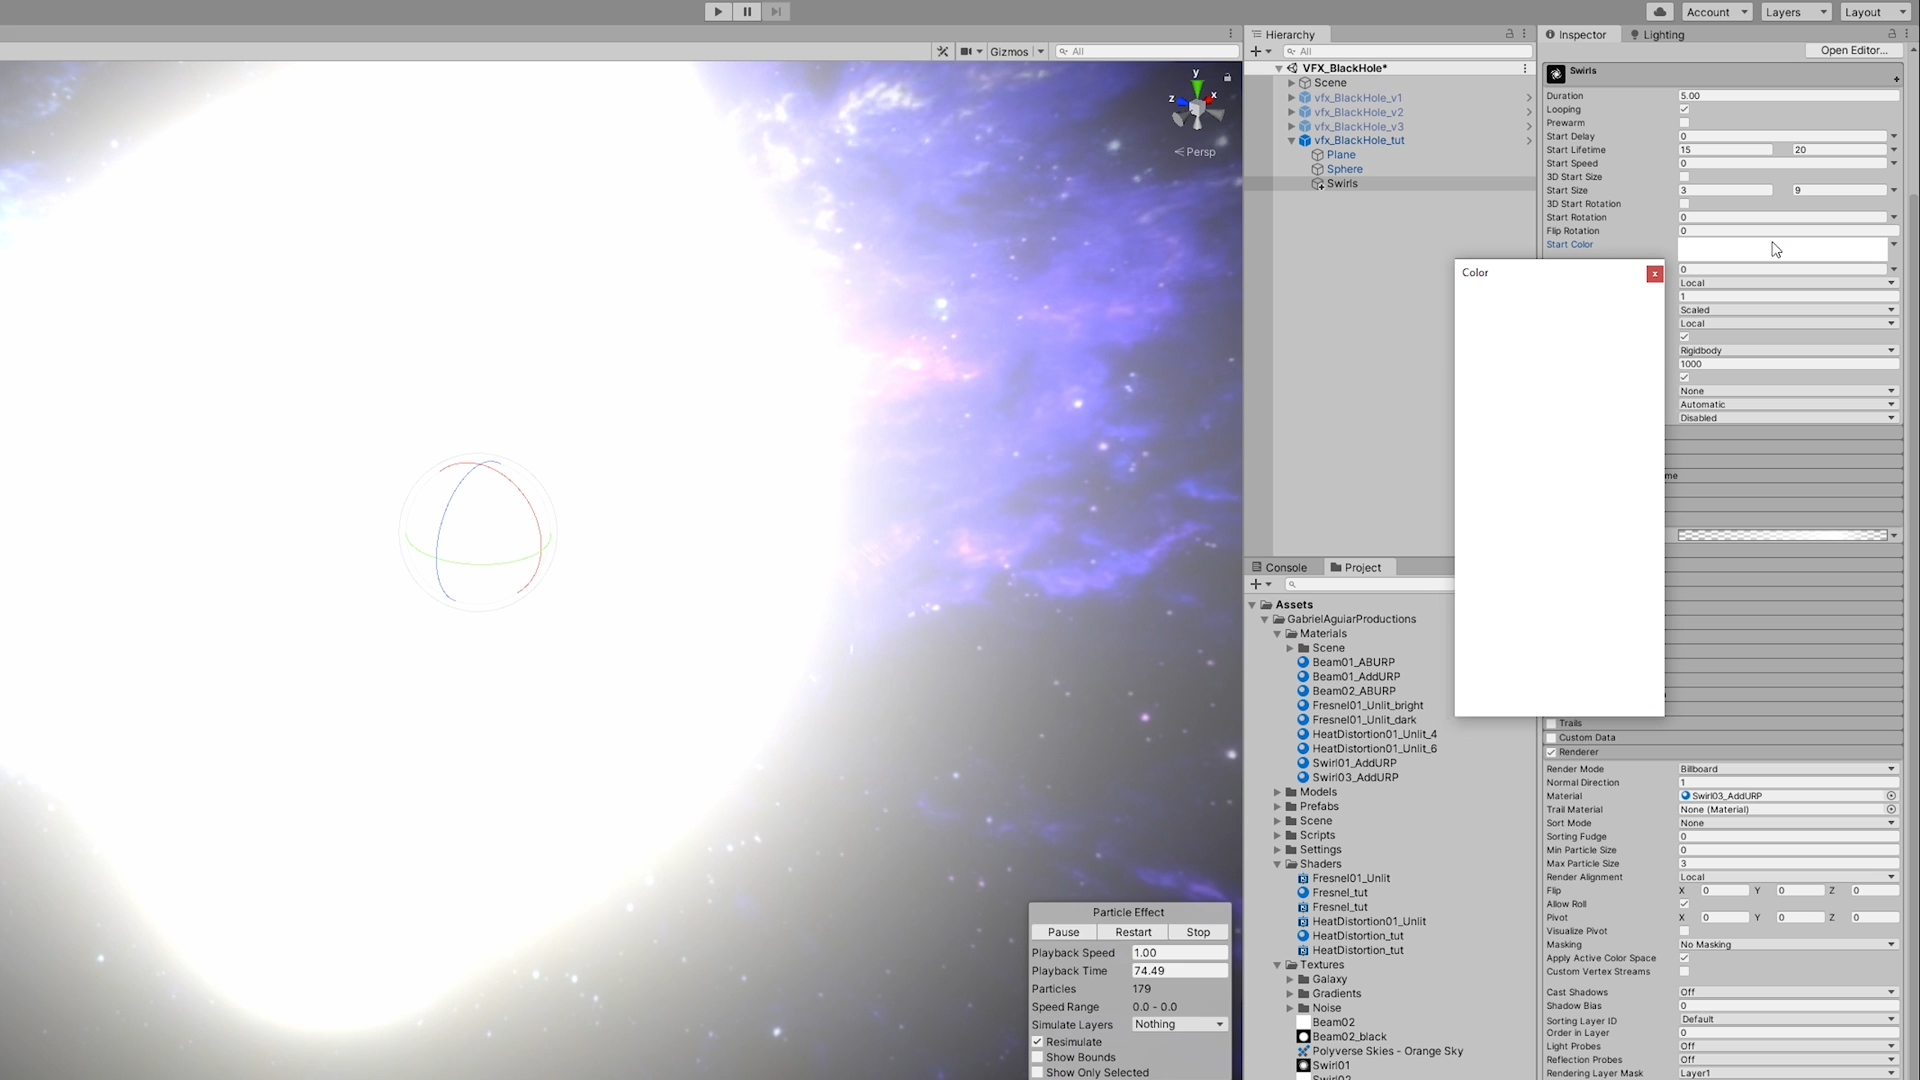 Account
Layers
Layout
Hierarchy
Inspector
Lighting
Gizmos
All
All
Open Editor...
y
z
x
Persp
VFX_BlackHole*
Scene
vfx_BlackHole_v1
vfx_BlackHole_v2
vfx_BlackHole_v3
vfx_BlackHole_tut
Plane
Sphere
Swirls
Swirls
Duration 5.00
Looping
Prewarm
Start Delay 0
Start Lifetime 15 20
Start Speed 0
3D Start Size
Start Size 3 9
3D Start Rotation
Start Rotation 0
Flip Rotation 0
Start Color
Color
x
0
Local
1
Scaled
Local
Rigidbody
1000
None
Automatic
Disabled
me
Trails
Custom Data
Renderer
Render Mode Billboard
Normal Direction 1
Material Swirl03_AddURP
Trail Material None (Material)
Sort Mode None
Sorting Fudge 0
Min Particle Size 0
Max Particle Size 3
Render Alignment Local
Flip X 0 Y 0 Z 0
Allow Roll
Pivot X 0 Y 0 Z 0
Visualize Pivot
Masking No Masking
Apply Active Color Space
Custom Vertex Streams
Cast Shadows Off
Shadow Bias 0
Sorting Layer ID Default
Order in Layer 0
Light Probes Off
Reflection Probes Off
Rendering Layer Mask Layer1
Console
Project
Assets
GabrielAguiarProductions
Materials
Scene
Beam01_ABURP
Beam01_AddURP
Beam02_ABURP
Fresnel01_Unlit_bright
Fresnel01_Unlit_dark
HeatDistortion01_Unlit_4
HeatDistortion01_Unlit_6
Swirl01_AddURP
Swirl03_AddURP
Models
Prefabs
Scene
Scripts
Settings
Shaders
Fresnel01_Unlit
Fresnel_tut
Fresnel_tut
HeatDistortion01_Unlit
HeatDistortion_tut
HeatDistortion_tut
Textures
Galaxy
Gradients
Noise
Beam02
Beam02_black
Polyverse Skies - Orange Sky
Swirl01
Swirl02
Particle Effect
Pause Restart Stop
Playback Speed 1.00
Playback Time 74.49
Particles 179
Speed Range 0.0 - 0.0
Simulate Layers Nothing
Resimulate
Show Bounds
Show Only Selected